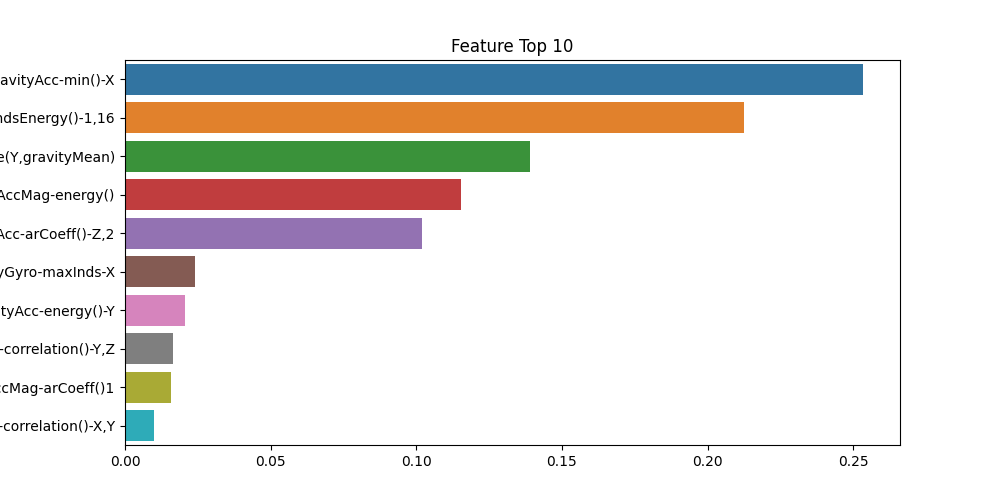 Feature Top 10
avityAcc-min()-X
ndsEnergy()-1,16
e(Y,gravityMean)
AccMag-energy()
Acc-arCoeff()-Z,2
yGyro-maxInds-X
ityAcc-energy()-Y
-correlation()-Y,Z
ccMag-arCoeff()1
-correlation()-X,Y
0.00 0.05 0.10 0.15 0.20 0.25